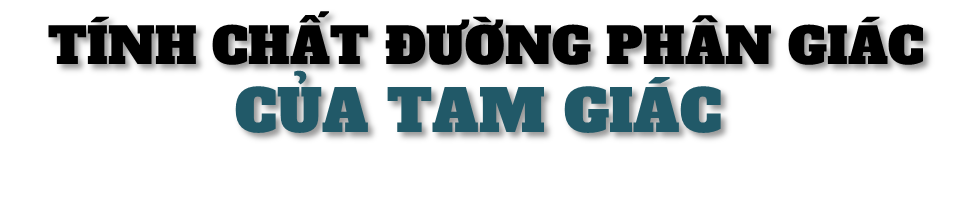 TÍNH CHẤT ĐƯỜNG PHÂN GIÁC
CỦA TAM GIÁC